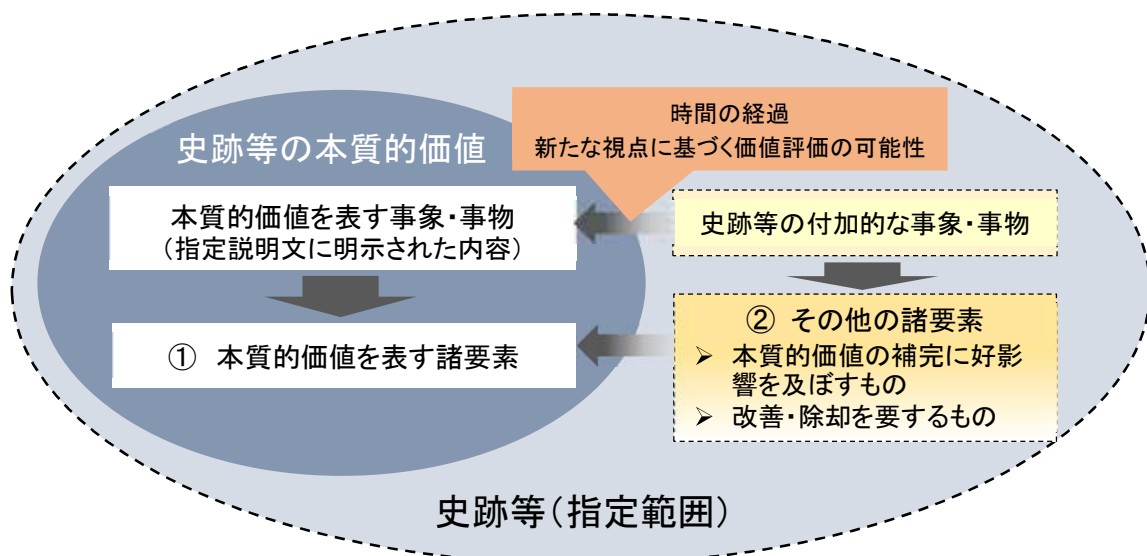 時間の経過
新たな視点に基づく価値評価の可能性
史跡等の本質的価値
本質的価値を表す事象・事物
（指定説明文に明示された内容）
史跡等の付加的な事象・事物
① 本質的価値を表す諸要素
② その他の諸要素
➢ 本質的価値の補完に好影
響を及ぼすもの
➢ 改善・除却を要するもの
史跡等（指定範囲）